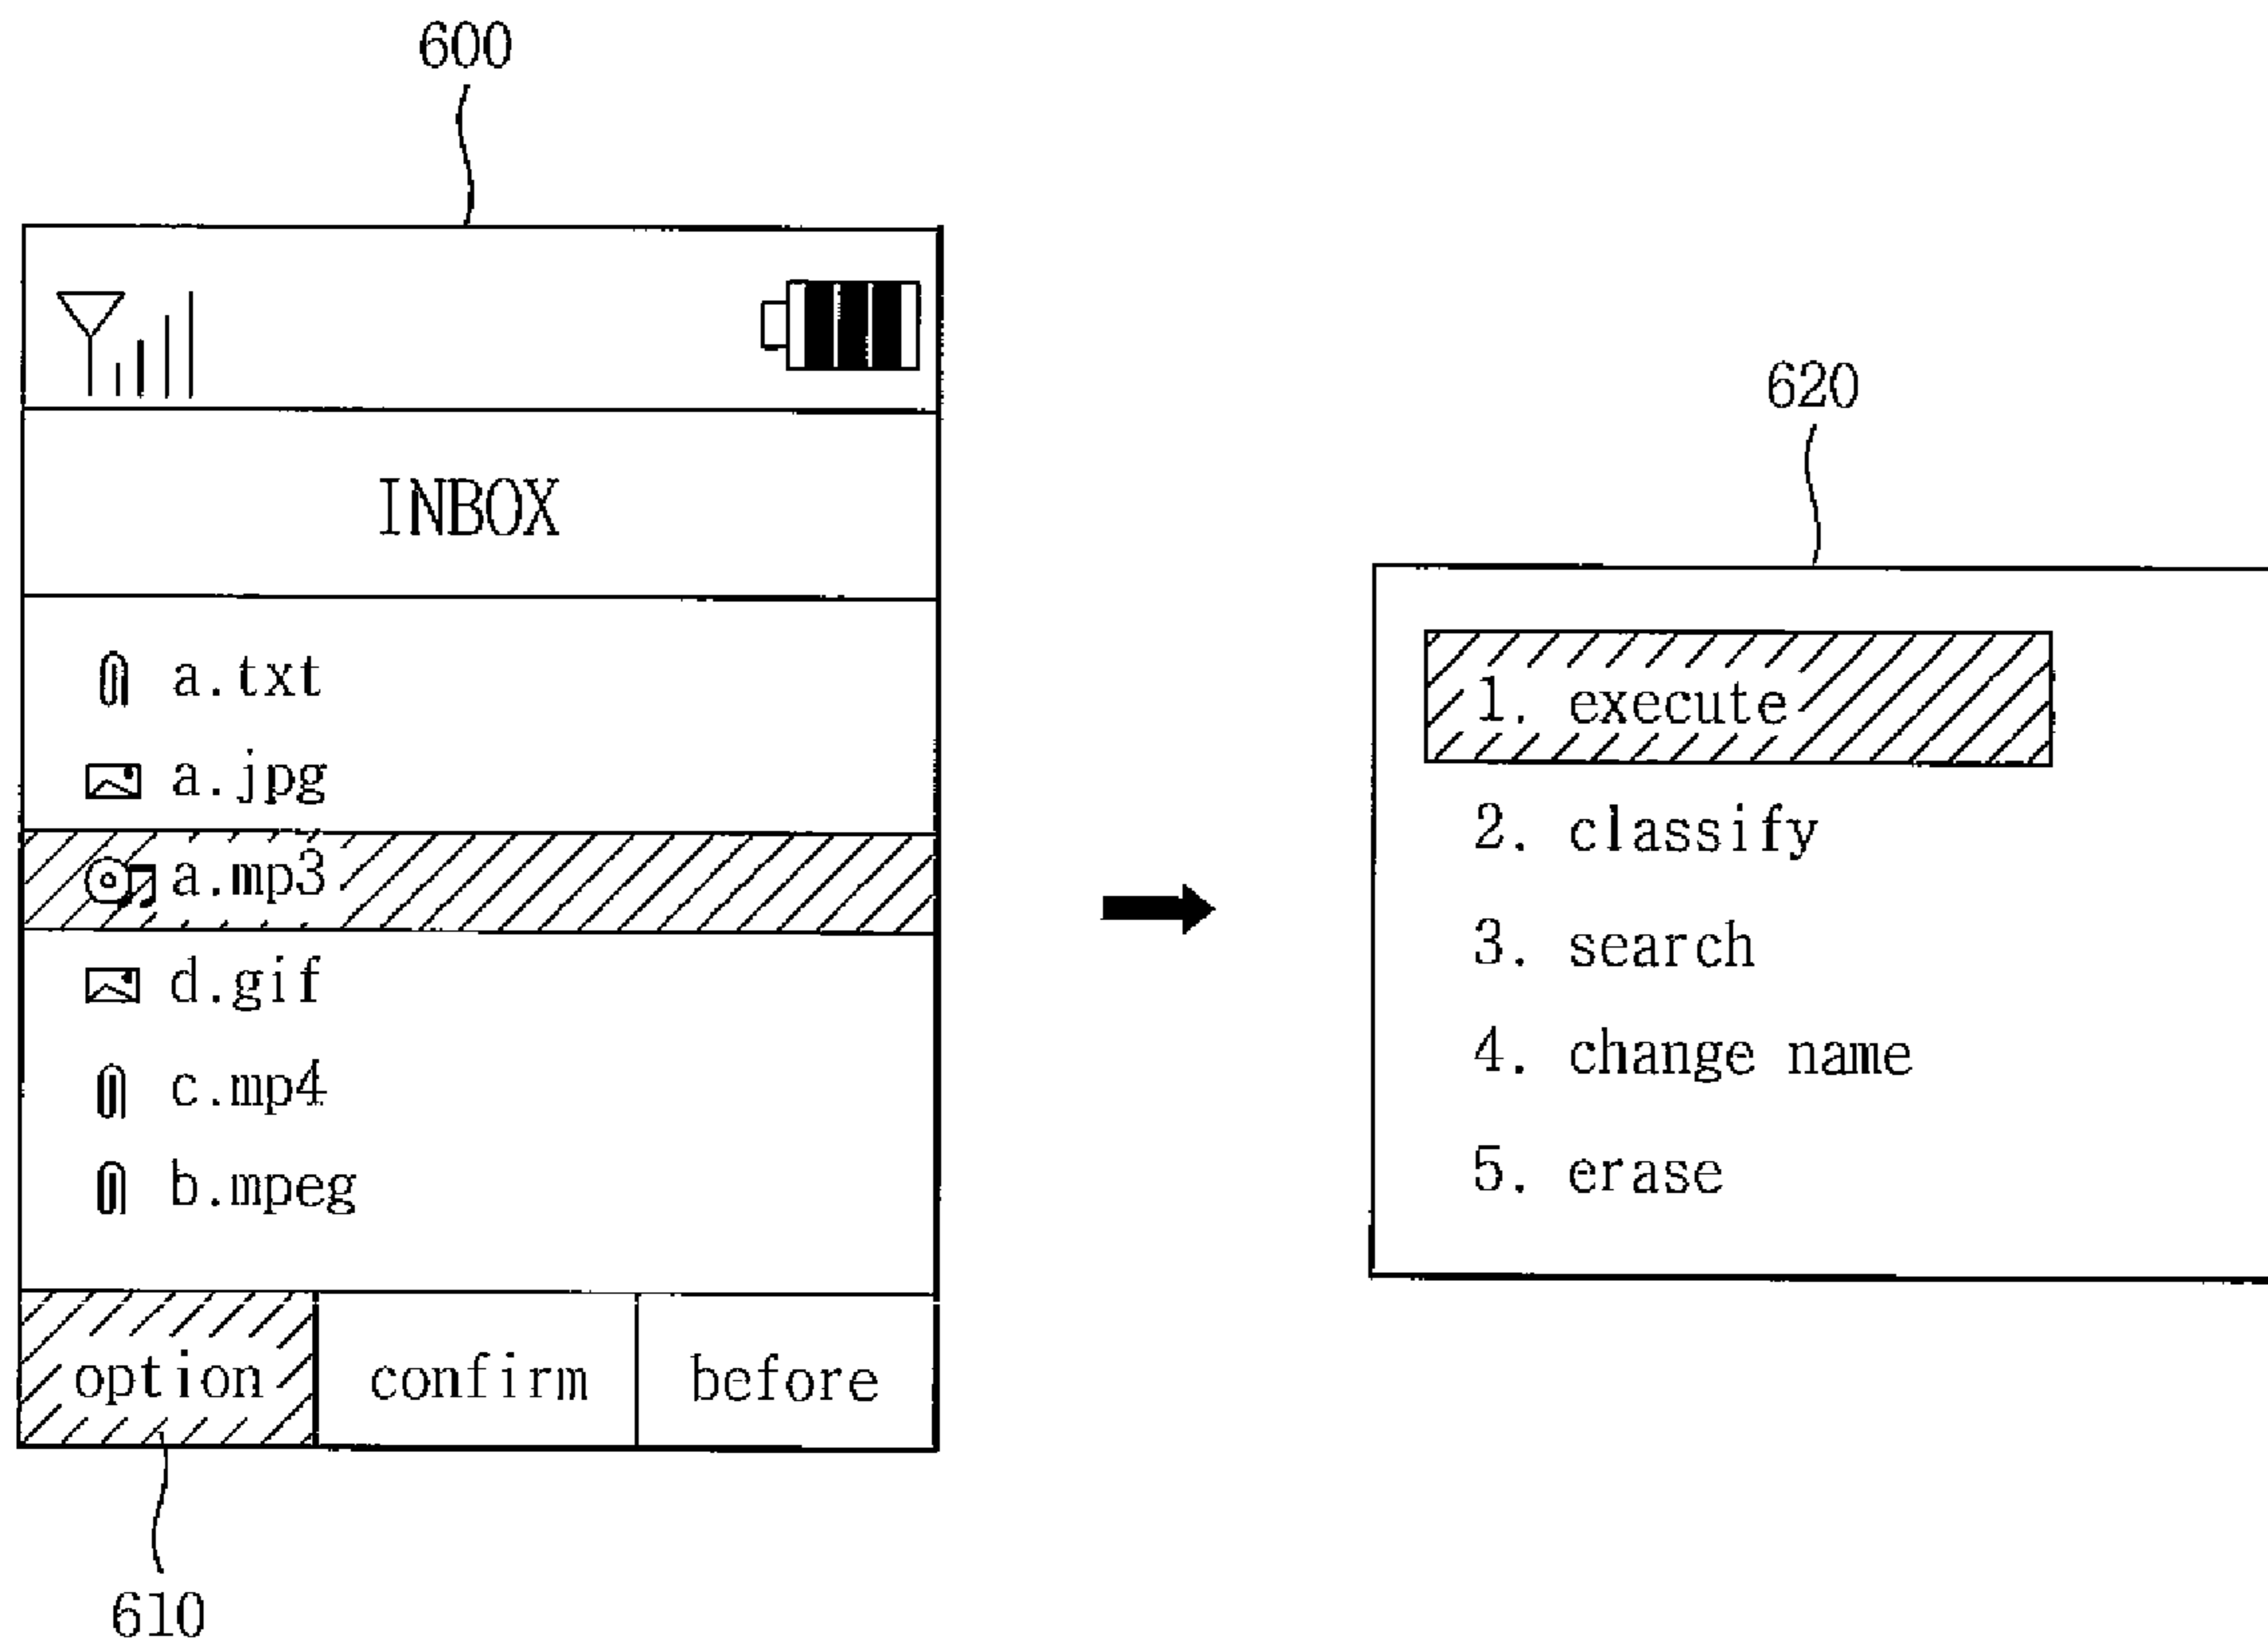 600
INBOX
a.txt
a.jpg
a.mp3
d.gif
c.mp4
b.mpeg
option confirm before
610
620
1. execute
2. classify
3. search
4. change name
5. erase